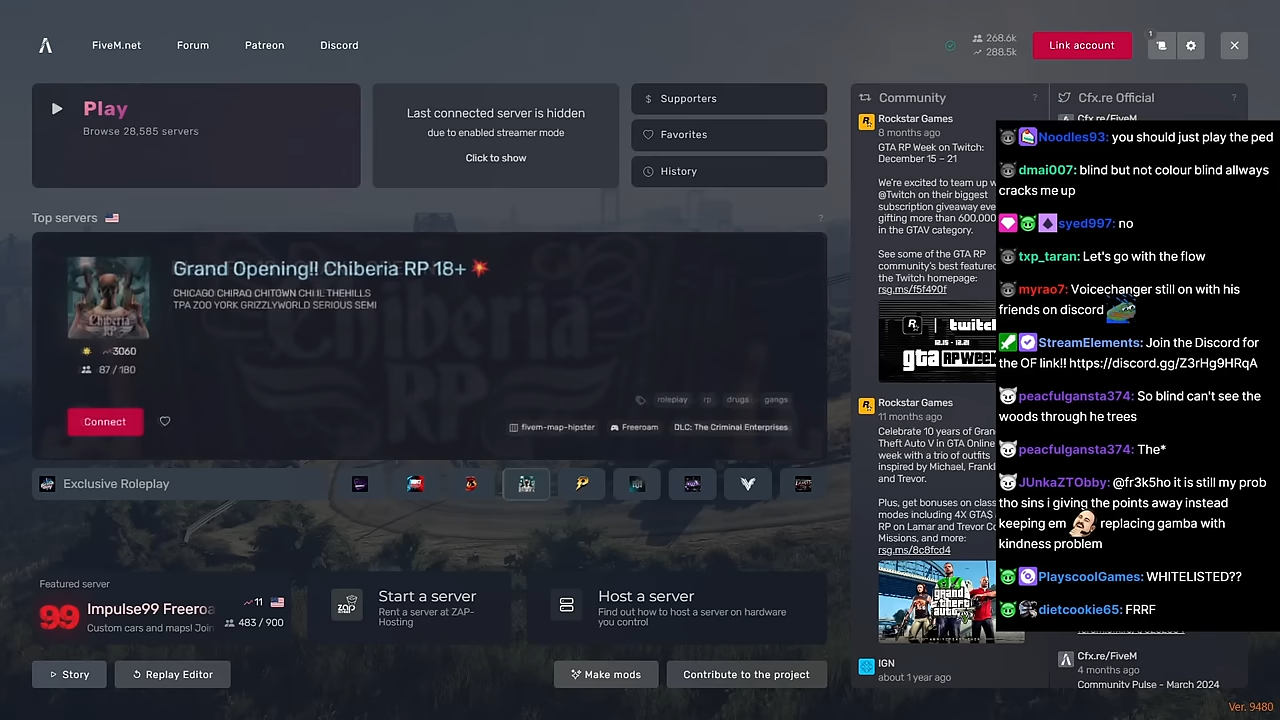 FiveM.net
Forum
Patreon
Discord
268.6k
288.5k
Link account
1
Play
Browse 28,585 servers
Last connected server is hidden
due to enabled streamer mode
Click to show
$ Supporters
Favorites
History
Top servers
?
Grand Opening!! Chiberia RP 18+
CHICAGO CHIRAQ CHITOWN CHI IL THEHILLS
TPA ZOO YORK GRIZZLYWORLD SERIOUS SEMI
Chiberia
RP
3060
87 / 180
Connect
roleplay
rp
drugs
gangs
fivem-map-hipster
Freeroam
DLC: The Criminal Enterprises
Exclusive Roleplay
Featured server
99
Impulse99 Freeroa
Custom cars and maps! Join
11
483 / 900
ZAP
Start a server
Rent a server at ZAP-
Hosting
Host a server
Find out how to host a server on hardware
you control
Story
Replay Editor
Make mods
Contribute to the project
Community
?
Rockstar Games
8 months ago
GTA RP Week on Twitch:
December 15 – 21
We're excited to team up w
@Twitch on their biggest
subscription giveaway eve
gifting more than 600,000
in the GTAV category.
See some of the GTA RP
community's best feature
the Twitch homepage:
rsg.ms/f5f490f
twitc
12.15 - 12.21
gta RP WEE
Rockstar Games
11 months ago
Celebrate 10 years of Gran
Theft Auto V in GTA Online
week with a trio of outfits
inspired by Michael, Frankl
and Trevor.
Plus, get bonuses on class
modes including 4X GTA$
RP on Lamar and Trevor Co
Missions, and more:
rsg.ms/8c8fcd4
IGN
about 1 year ago
Cfx.re Official
?
Cfx.re/FiveM
Noodles93: you should just play the ped
dmai007: blind but not colour blind allways
cracks me up
syed997: no
txp_taran: Let's go with the flow
myrao7: Voicechanger still on with his
friends on discord
StreamElements: Join the Discord for
the OF link!! https://discord.gg/Z3rHg9HRqA
peacfulgansta374: So blind can't see the
woods through he trees
peacfulgansta374: The*
JUnkaZTObby: @fr3k5ho it is still my prob
tho sins i giving the points away instead
keeping em replacing gamba with
kindness problem
PlayscoolGames: WHITELISTED??
dietcookie65: FRRF
Cfx.re/FiveM
4 months ago
Community Pulse - March 2024
Ver. 9480